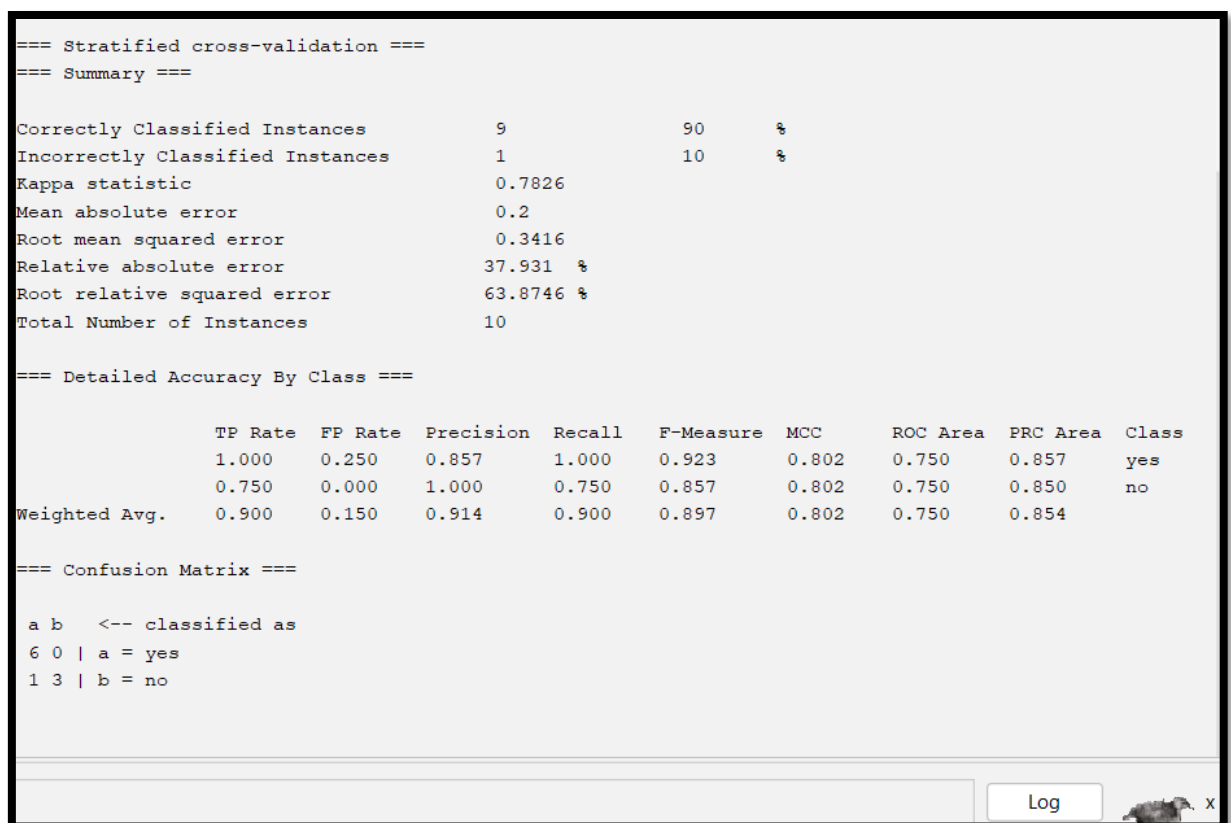 === Stratified cross-validation ===
=== Summary ===
Correctly Classified Instances 9 90 %
Incorrectly Classified Instances 1 10 %
Kappa statistic 0.7826
Mean absolute error 0.2
Root mean squared error 0.3416
Relative absolute error 37.931 %
Root relative squared error 63.8746 %
Total Number of Instances 10
=== Detailed Accuracy By Class ===
TP Rate FP Rate Precision Recall F-Measure MCC ROC Area PRC Area Class
1.000 0.250 0.857 1.000 0.923 0.802 0.750 0.857 yes
0.750 0.000 1.000 0.750 0.857 0.802 0.750 0.850 no
Weighted Avg. 0.900 0.150 0.914 0.900 0.897 0.802 0.750 0.854
=== Confusion Matrix ===
a b <-- classified as
6 0 | a = yes
1 3 | b = no
Log x